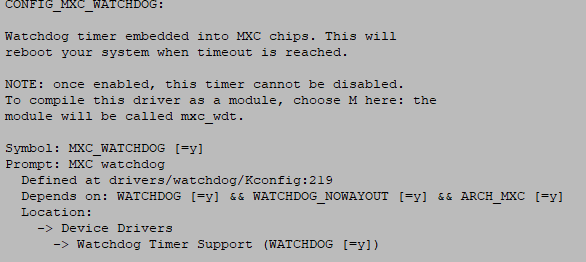 CONFIG_MXC_WATCHDOG:
Watchdog timer embedded into MXC chips. This will
reboot your system when timeout is reached.
NOTE: once enabled, this timer cannot be disabled.
To compile this driver as a module, choose M here: the
module will be called mxc_wdt.
Symbol: MXC_WATCHDOG [=y]
Prompt: MXC watchdog
Defined at drivers/watchdog/Kconfig:219
Depends on: WATCHDOG [=y] && WATCHDOG_NOWAYOUT [=y] && ARCH_MXC [=y]
Location:
-> Device Drivers
-> Watchdog Timer Support (WATCHDOG [=y])